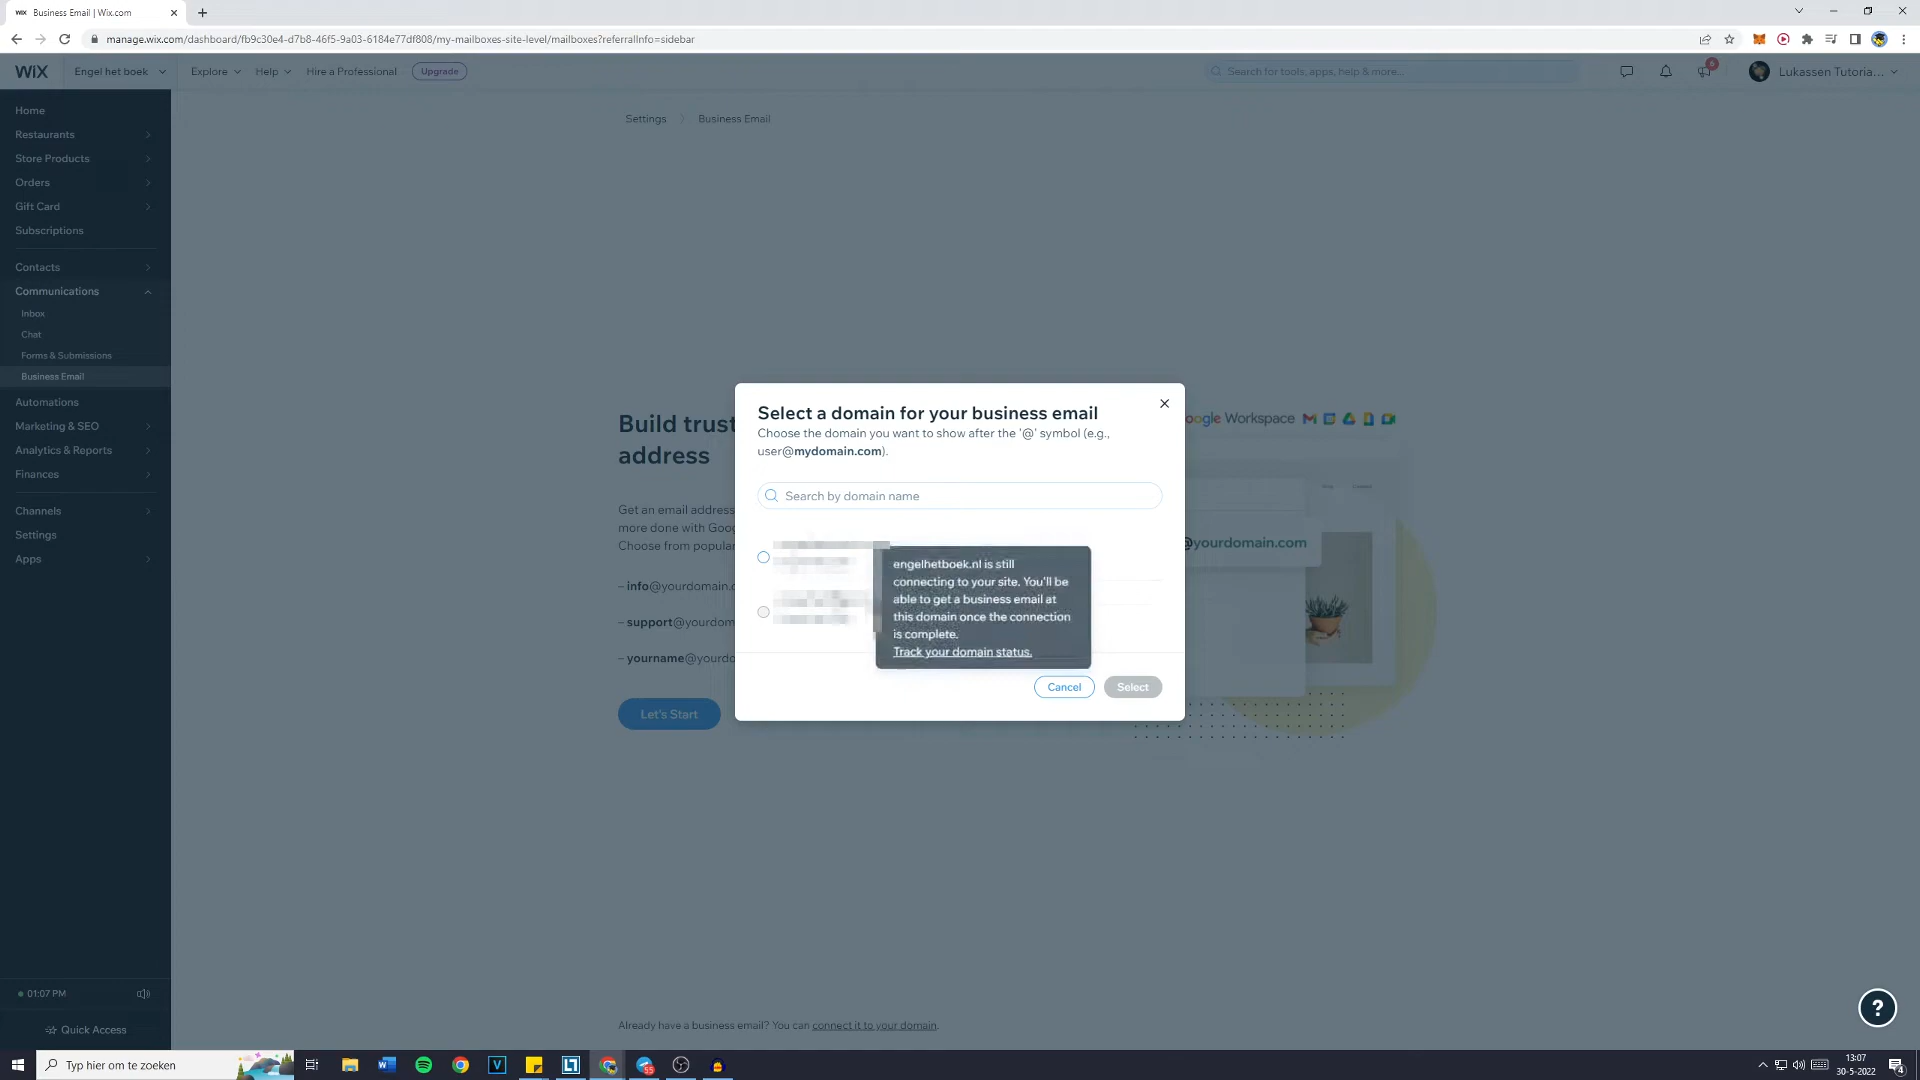 WiX Business Email | Wix.com
manage.wix.com/dashboard/fb9c30e4-d7b8-46f5-9a03-6184e77df808/my-mailboxes-site-level/mailboxes?referralInfo=sidebar
WiX
Engel het boek
Explore
Help
Hire a Professional
Upgrade
Search for tools, apps, help & more...
6
Lukassen Tutoria...
Home
Restaurants
Store Products
Orders
Gift Card
Subscriptions
Contacts
Communications
Inbox
Chat
Forms & Submissions
Business Email
Automations
Marketing & SEO
Analytics & Reports
Finances
Channels
Settings
Apps
01:07 PM
Quick Access
Settings
Business Email
Build trust
address
Get an email address
more done with Goog
Choose from popular
– info@yourdomain.c
– support@yourdom
– yourname@yourdo
Let's Start
ogle Workspace
@yourdomain.com
Select a domain for your business email
Choose the domain you want to show after the '@' symbol (e.g.,
user@mydomain.com).
Search by domain name
engelhetboek.nl is still
connecting to your site. You'll be
able to get a business email at
this domain once the connection
is complete.
Track your domain status.
Cancel
Select
Already have a business email? You can connect it to your domain.
?
Typ hier om te zoeken
55
13:07
30-5-2022
4